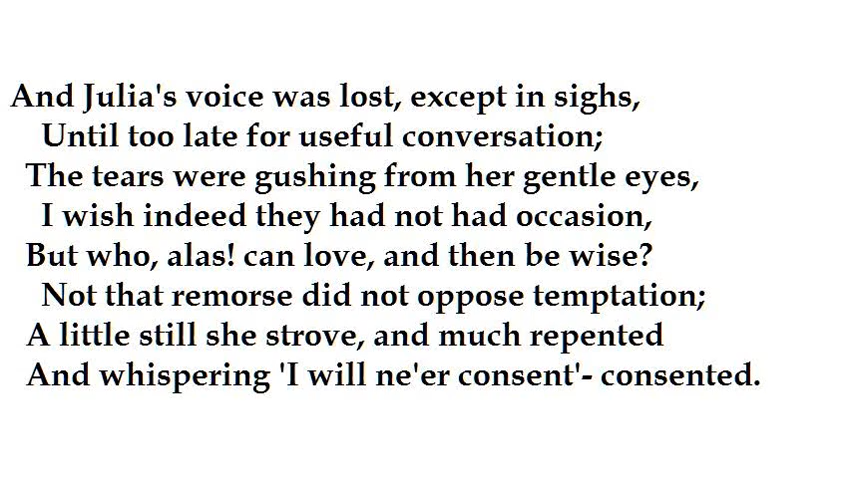 And Julia's voice was lost, except in sighs,
Until too late for useful conversation;
The tears were gushing from her gentle eyes,
I wish indeed they had not had occasion,
But who, alas! can love, and then be wise?
Not that remorse did not oppose temptation;
A little still she strove, and much repented
And whispering 'I will ne'er consent'- consented.